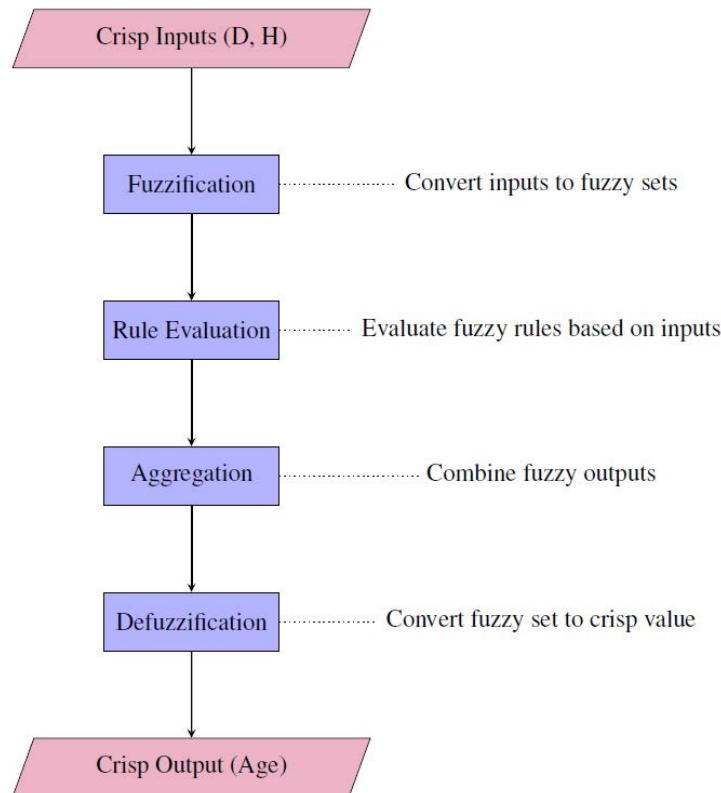 Crisp Inputs (D, H)
Fuzzification
Convert inputs to fuzzy sets
Rule Evaluation
Evaluate fuzzy rules based on inputs
Aggregation
Combine fuzzy outputs
Defuzzification
Convert fuzzy set to crisp value
Crisp Output (Age)